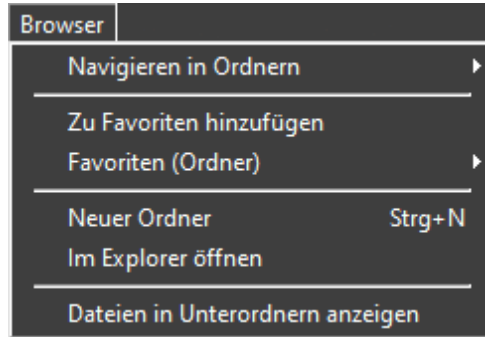 Browser
Navigieren in Ordnern
Zu Favoriten hinzufügen
Favoriten (Ordner)
Neuer Ordner Strg+N
Im Explorer öffnen
Dateien in Unterordnern anzeigen